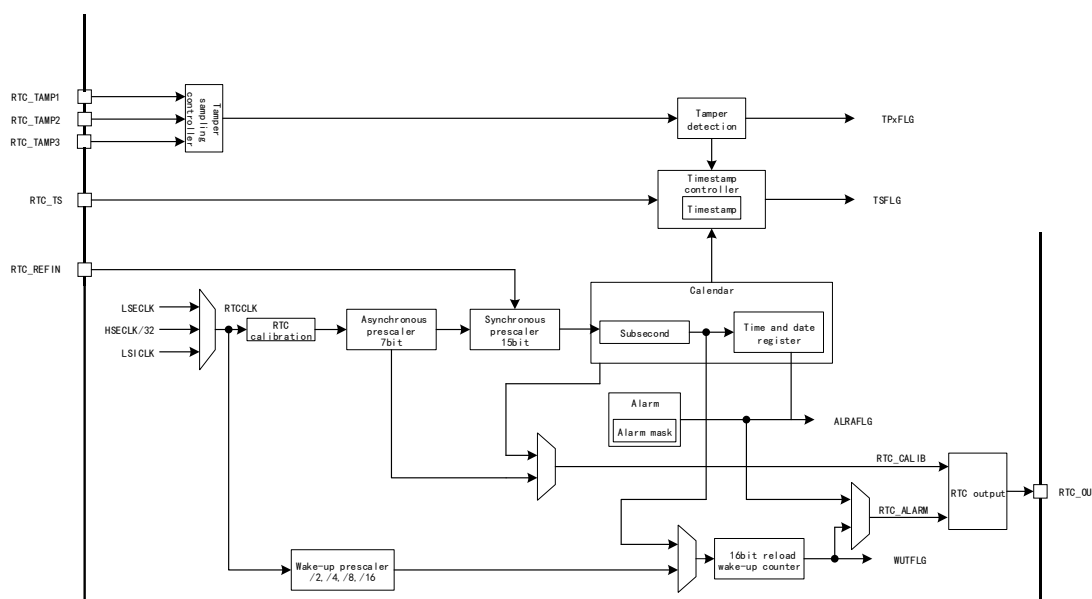 RTC_TAMP1
RTC_TAMP2
RTC_TAMP3
Tamper
sampling
controller
Tamper
detection
TPxFLG
RTC_TS
Timestamp
controller
Timestamp
TSFLG
RTC_REFIN
Calendar
LSECLK
HSECLK/32
LSICLK
RTCCLK
RTC
calibration
Asynchronous
prescaler
7bit
Synchronous
prescaler
15bit
Subsecond
Time and date
register
Alarm
Alarm mask
ALRAFLG
RTC_CALIB
RTC output
RTC_OU
RTC_ALARM
Wake-up prescaler
/2, /4, /8, /16
16bit reload
wake-up counter
WUTFLG